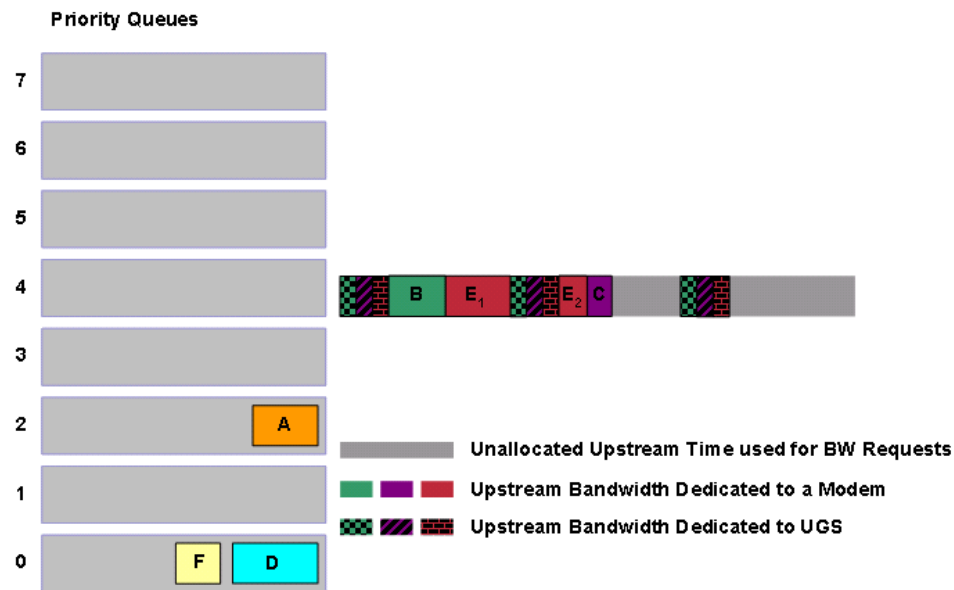 Priority Queues
7
6
5
4
B E1 E2 C
3
2 A
Unallocated Upstream Time used for BW Requests
1
Upstream Bandwidth Dedicated to a Modem
Upstream Bandwidth Dedicated to UGS
0 F D